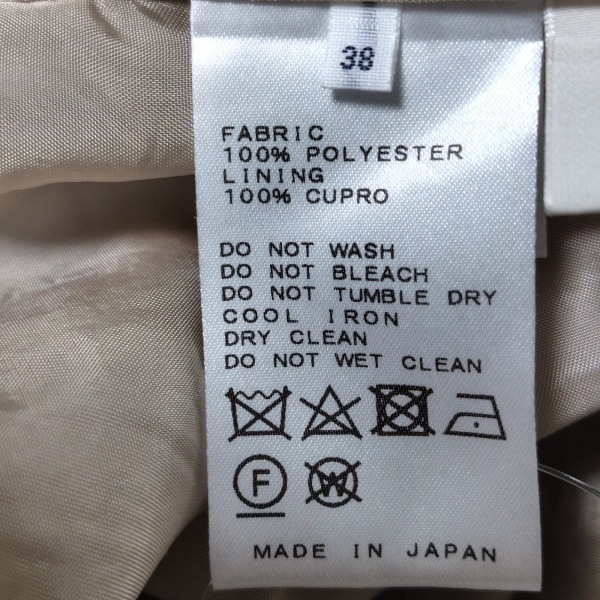 38
FABRIC
100% POLYESTER
LINING
100% CUPRO
DO NOT WASH
DO NOT BLEACH
DO NOT TUMBLE DRY
COOL IRON
DRY CLEAN
DO NOT WET CLEAN
F W
MADE IN JAPAN